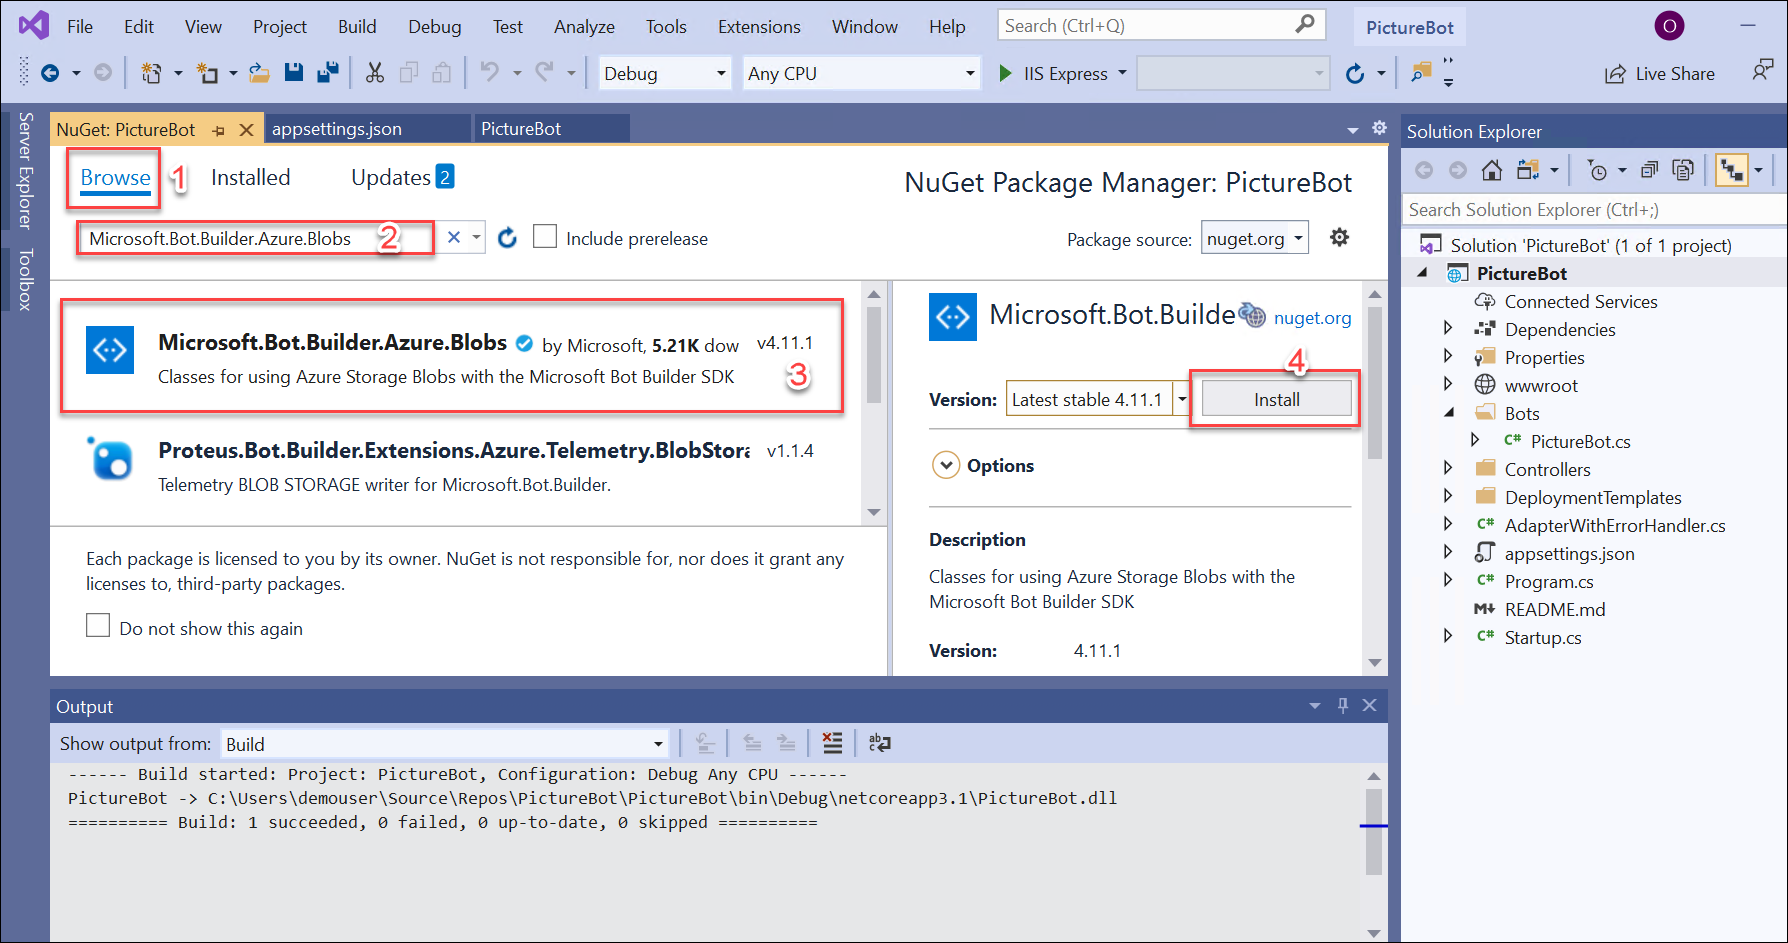 File Edit View Project Build Debug Test Analyze Tools Extensions Window Help Search (Ctrl+Q) PictureBot O
Debug Any CPU IIS Express Live Share
Server Explorer
Toolbox
NuGet: PictureBot appsettings.json PictureBot
Browse 1 Installed Updates 2
NuGet Package Manager: PictureBot
Microsoft.Bot.Builder.Azure.Blobs 2 Include prerelease
Package source: nuget.org
Microsoft.Bot.Builder.Azure.Blobs by Microsoft, 5.21K dow v4.11.1
Classes for using Azure Storage Blobs with the Microsoft Bot Builder SDK 3
Proteus.Bot.Builder.Extensions.Azure.Telemetry.BlobStora v1.1.4
Telemetry BLOB STORAGE writer for Microsoft.Bot.Builder.
Each package is licensed to you by its owner. NuGet is not responsible for, nor does it grant any
licenses to, third-party packages.
Do not show this again
Microsoft.Bot.Builde nuget.org
4
Version: Latest stable 4.11.1 Install
Options
Description
Classes for using Azure Storage Blobs with the
Microsoft Bot Builder SDK
Version: 4.11.1
Output
Show output from: Build
------ Build started: Project: PictureBot, Configuration: Debug Any CPU ------
PictureBot -> C:\Users\demouser\Source\Repos\PictureBot\PictureBot\bin\Debug\netcoreapp3.1\PictureBot.dll
========== Build: 1 succeeded, 0 failed, 0 up-to-date, 0 skipped ==========
Solution Explorer
Search Solution Explorer (Ctrl+;)
Solution 'PictureBot' (1 of 1 project)
PictureBot
Connected Services
Dependencies
Properties
wwwroot
Bots
C# PictureBot.cs
Controllers
DeploymentTemplates
C# AdapterWithErrorHandler.cs
appsettings.json
C# Program.cs
M↓ README.md
C# Startup.cs